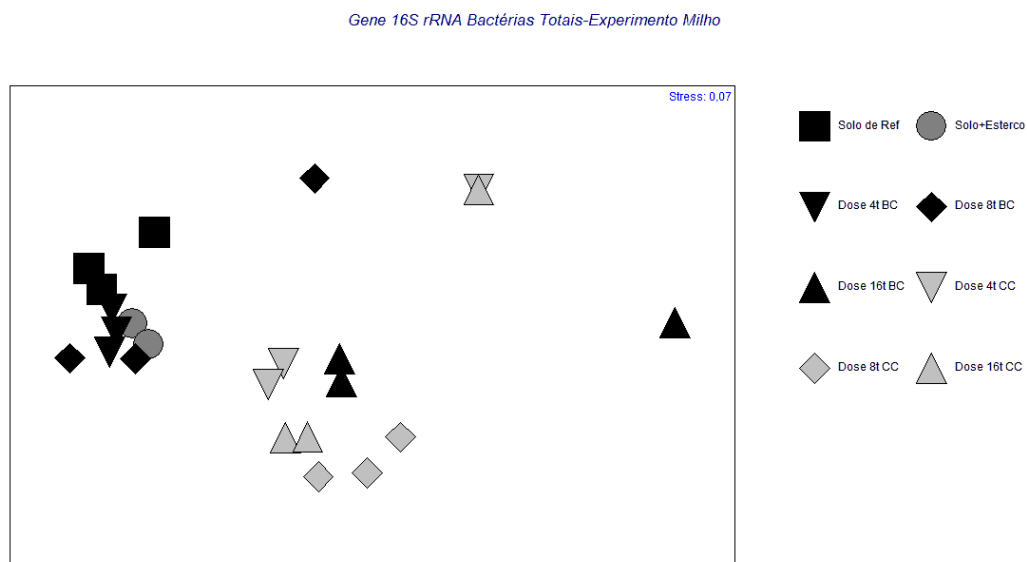 Gene 16S rRNA Bactérias Totais-Experimento Milho
Stress: 0,07
Solo de Ref
Solo+Esterco
Dose 4t BC
Dose 8t BC
Dose 16t BC
Dose 4t CC
Dose 8t CC
Dose 16t CC